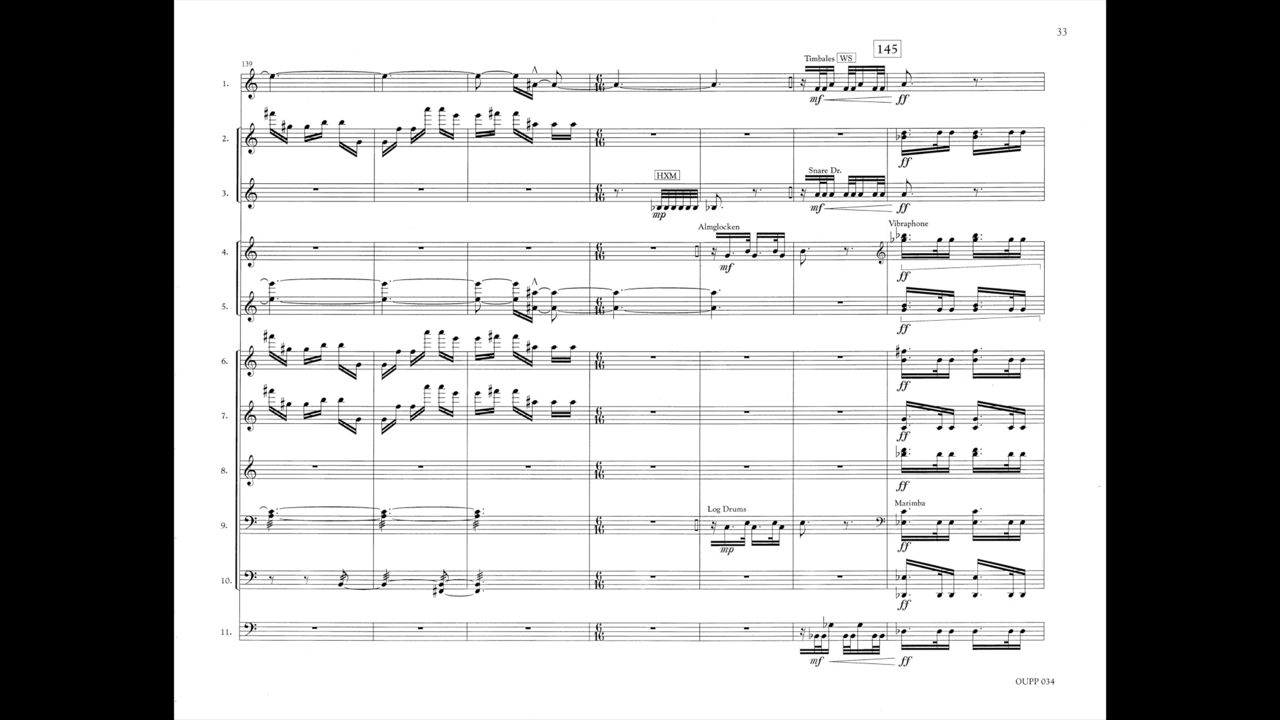 33
145
139
Timbales WS
1.
mf ff
2.
ff
HXM
Snare Dr.
3.
mp mf ff
Almglocken
Vibraphone
4.
mf ff
5.
ff
6.
ff
7.
ff
8.
ff
Log Drums
Marimba
9.
mp ff
10.
ff
11.
mf ff
OUPP 034